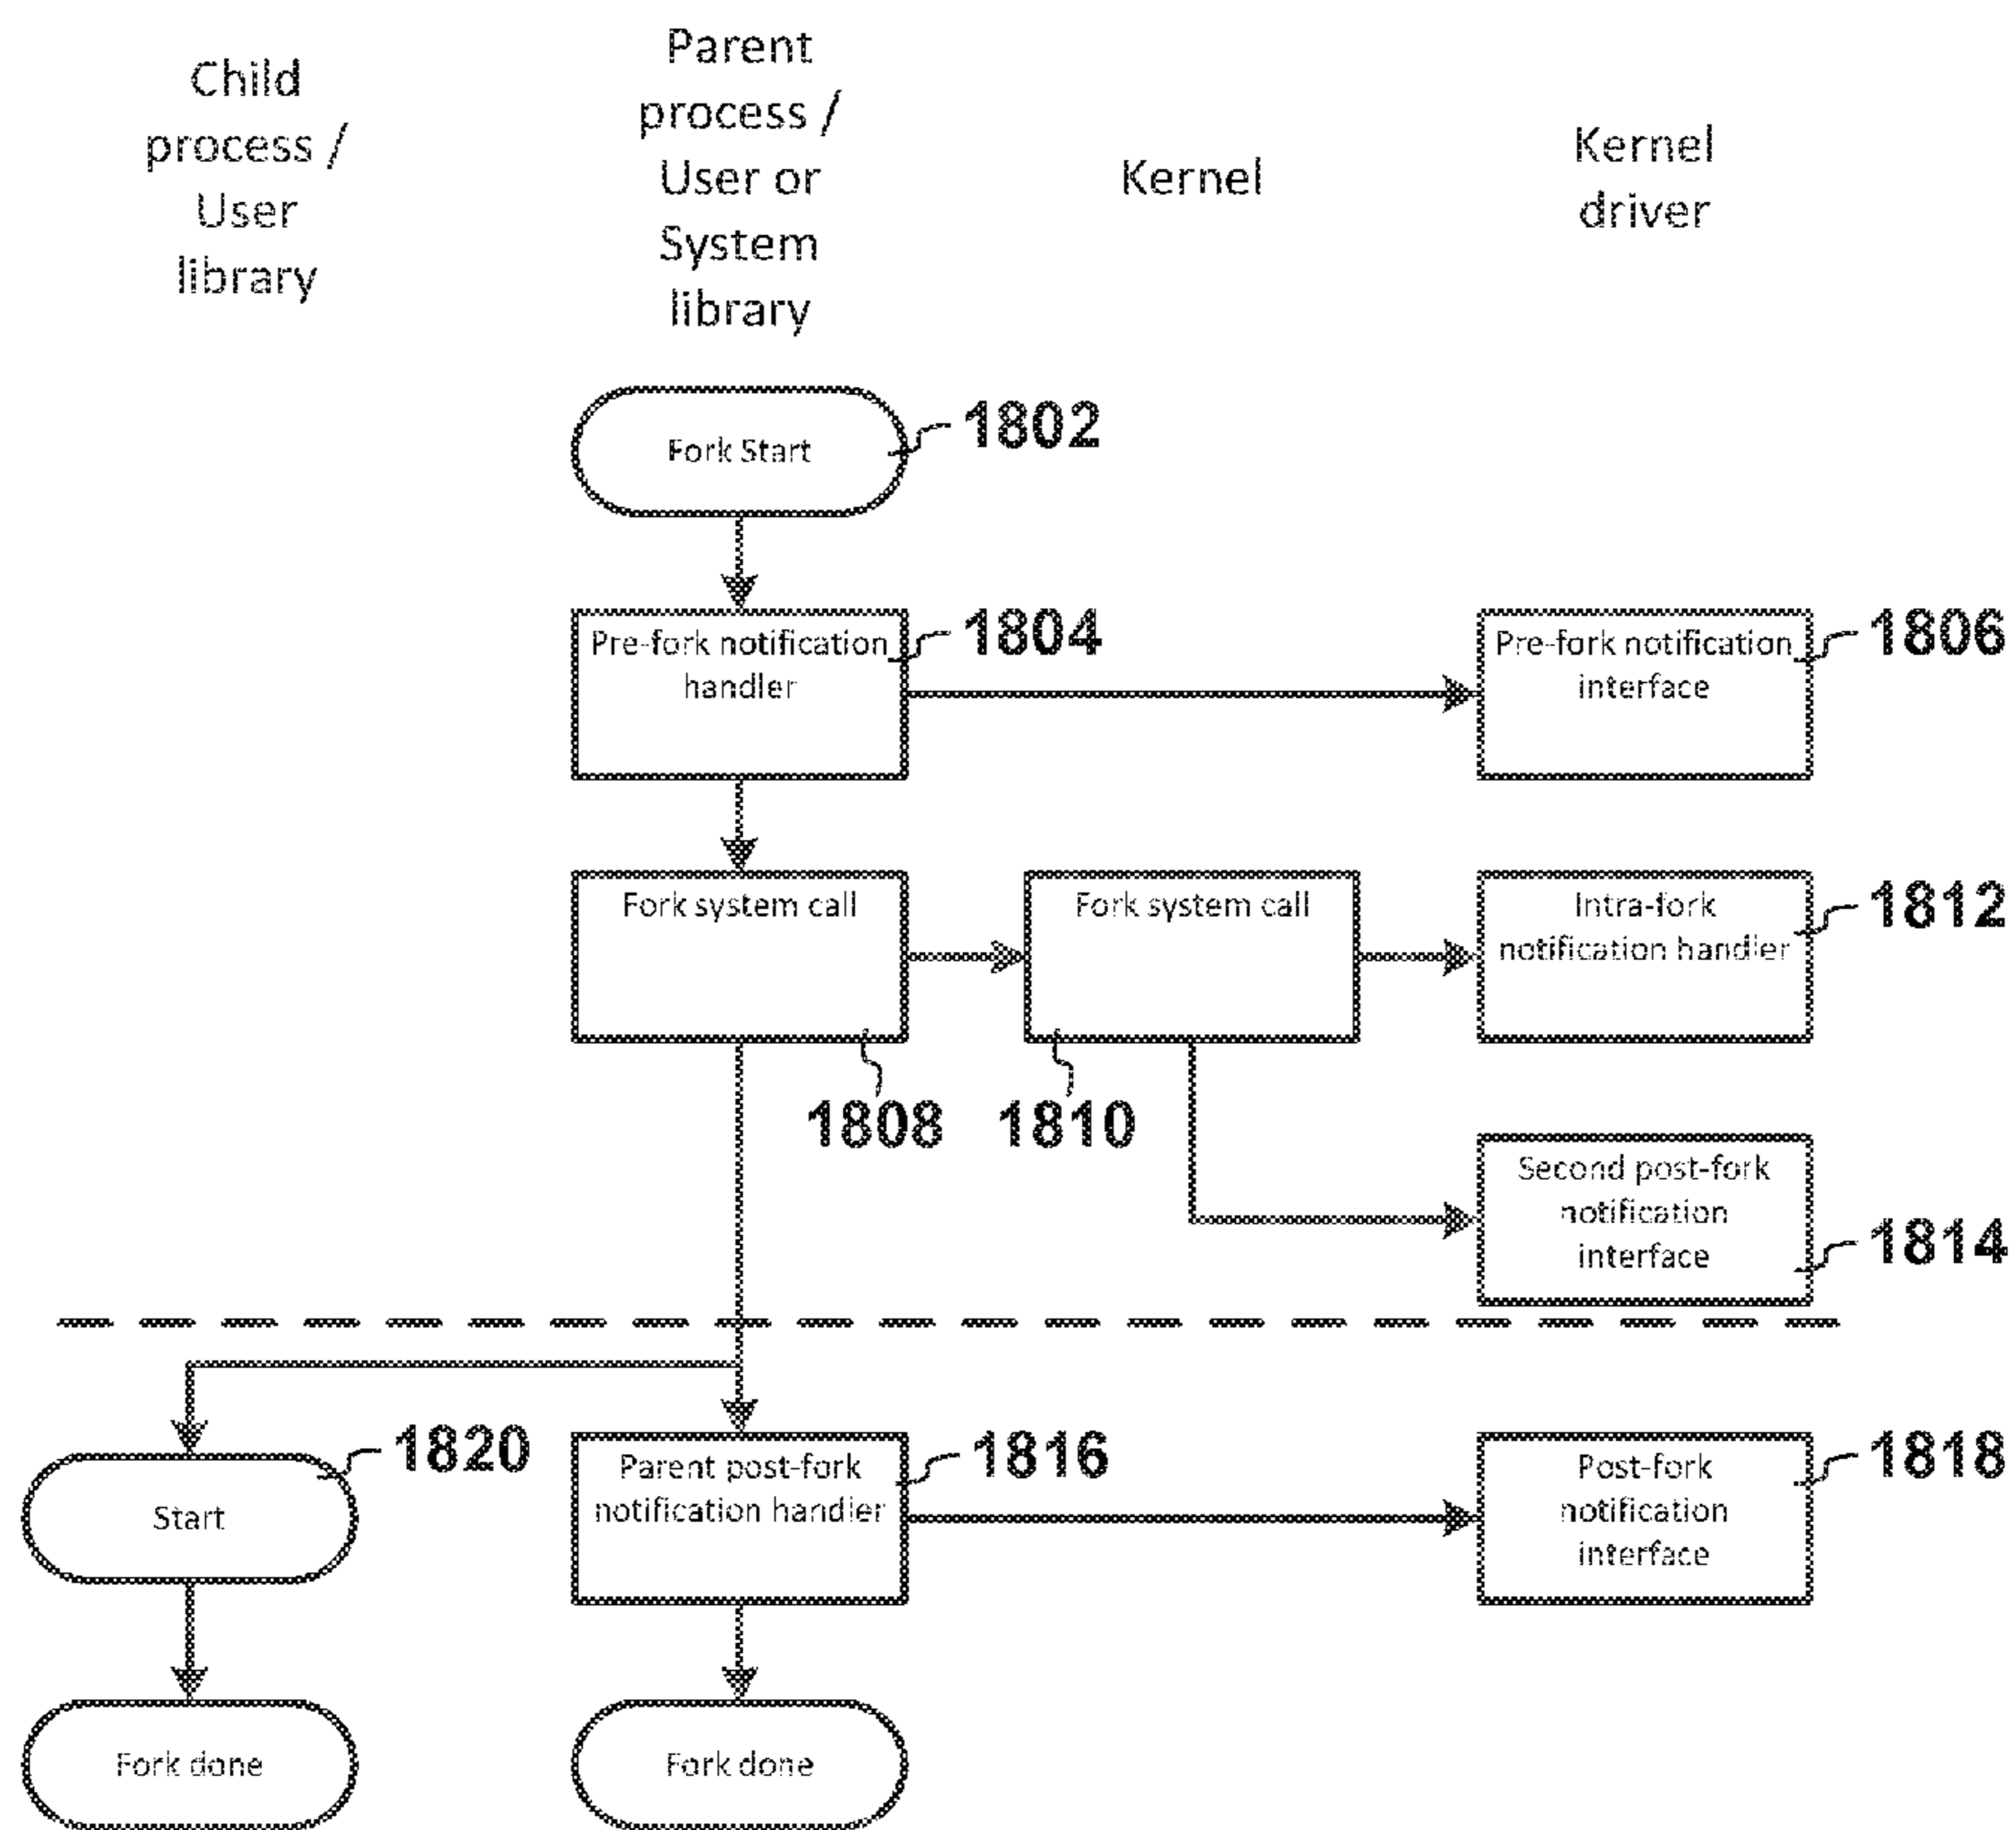 Child
process /
User
library
Parent
process /
User or
System
library
Kernel
Kernel
driver
Fork Start
1802
Pre-fork notification
handler
1804
Pre-fork notification
interface
1806
Fork system call
1808
Fork system call
1810
Intra-fork
notification handler
1812
Second post-fork
notification
interface
1814
Start
1820
Parent post-fork
notification handler
1816
Post-fork
notification
interface
1818
Fork done
Fork done